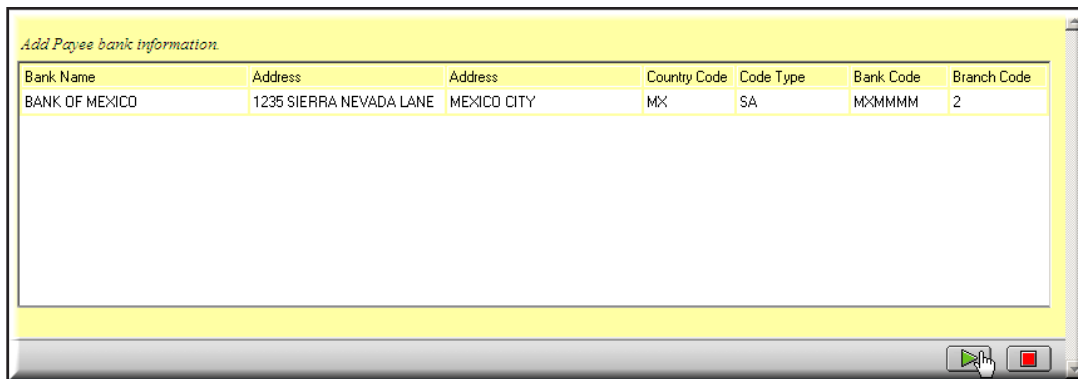 Add Payee bank information.
Bank Name Address Address Country Code Code Type Bank Code Branch Code
BANK OF MEXICO 1235 SIERRA NEVADA LANE MEXICO CITY MX SA MXMMMM 2